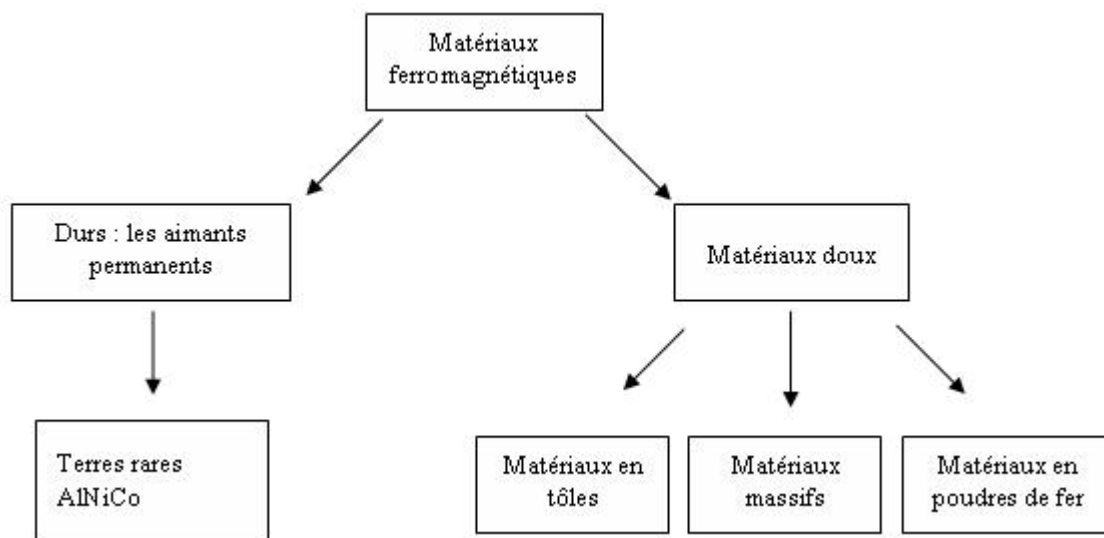 Matériaux
ferromagnétiques
Durs : les aimants
permanents
Matériaux doux
Terres rares
AlNiCo
Matériaux en
tôles
Matériaux
massifs
Matériaux en
poudres de fer